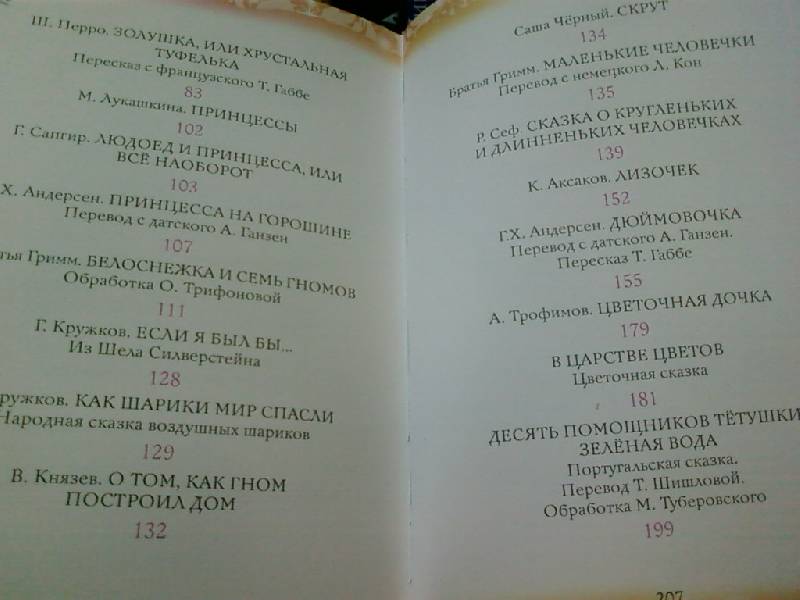 Ш. Перро. ЗОЛУШКА, ИЛИ ХРУСТАЛЬНАЯ
ТУФЕЛЬКА
Пересказ с французского Т. Габбе
83
М. Лукашкина. ПРИНЦЕССЫ
102
Г. Сапгир. ЛЮДОЕД И ПРИНЦЕССА, ИЛИ
ВСЁ НАОБОРОТ
103
Х. Андерсен. ПРИНЦЕССА НА ГОРОШИНЕ
Перевод с датского А. Ганзен
107
тья Гримм. БЕЛОСНЕЖКА И СЕМЬ ГНОМОВ
Обработка О. Трифоновой
111
Г. Кружков. ЕСЛИ Я БЫЛ БЫ...
Из Шела Силверстейна
128
ружков. КАК ШАРИКИ МИР СПАСЛИ
Народная сказка воздушных шариков
129
В. Князев. О ТОМ, КАК ГНОМ
ПОСТРОИЛ ДОМ
132
Саша Чёрный. СКРУТ
134
Братья Гримм. МАЛЕНЬКИЕ ЧЕЛОВЕЧКИ
Перевод с немецкого Л. Кон
135
Р. Сеф. СКАЗКА О КРУГЛЕНЬКИХ
И ДЛИННЕНЬКИХ ЧЕЛОВЕЧКАХ
139
К. Аксаков. ЛИЗОЧЕК
152
Г.Х. Андерсен. ДЮЙМОВОЧКА
Перевод с датского А. Ганзен.
Пересказ Т. Габбе
155
А. Трофимов. ЦВЕТОЧНАЯ ДОЧКА
179
В ЦАРСТВЕ ЦВЕТОВ
Цветочная сказка
181
ДЕСЯТЬ ПОМОЩНИКОВ ТЁТУШКИ
ЗЕЛЁНАЯ ВОДА
Португальская сказка.
Перевод Т. Шишловой.
Обработка М. Туберовского
199
207